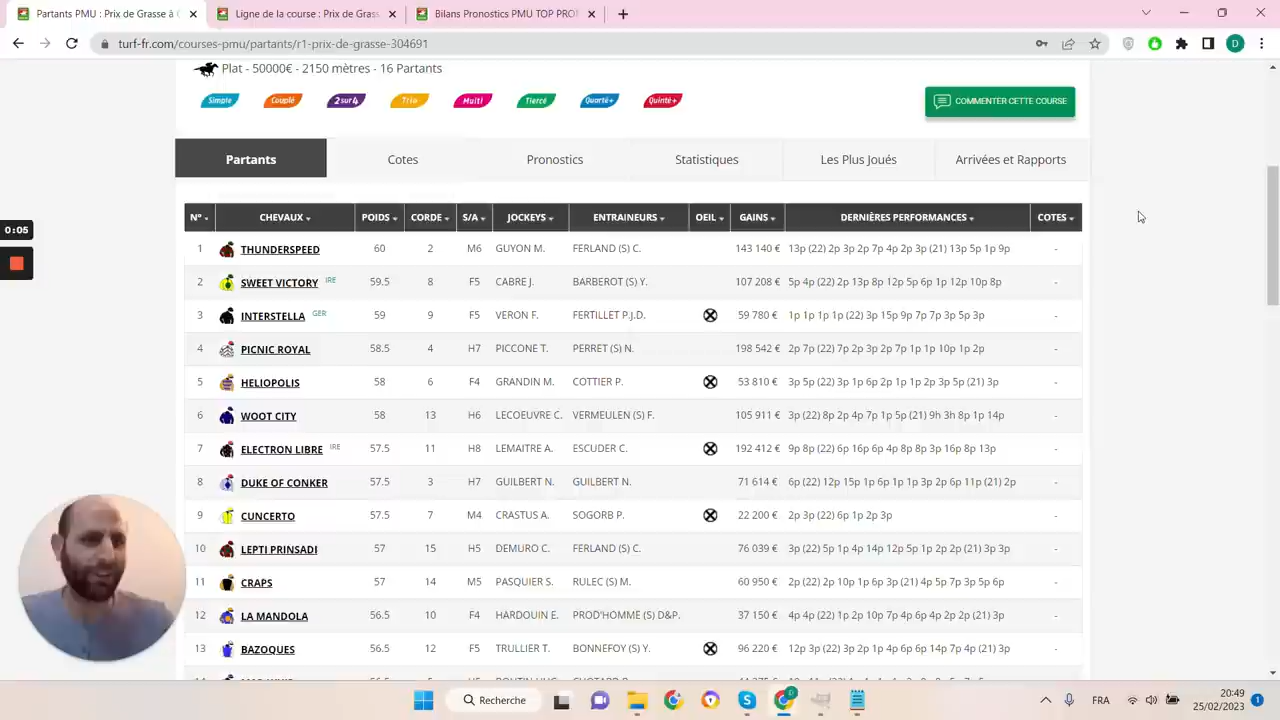 Partants PMU : Prix de Grasse à
Ligne de course : Grille de course
Bilans Pronostics PMU TOP PRO
turf-fr.com/courses-pmu/partants/r1-prix-de-grasse-304691
D
Plat - 50000€ - 2150 mètres - 16 Partants
Simple Couplé 2 sur 4 Trio Multi Tiercé Quarté+ Quinté+
COMMENTER CETTE COURSE
Partants Cotes Pronostics Statistiques Les Plus Joués Arrivées et Rapports
N° CHEVAUX POIDS CORDE S/A JOCKEYS ENTRAINEURS OEIL GAINS DERNIÈRES PERFORMANCES COTES
0:05
1 THUNDERSPEED 60 2 M6 GUYON M. FERLAND (S) C. 143 140 € 13p (22) 2p 3p 2p 7p 4p 2p 3p (21) 13p 5p 1p 9p -
2 SWEET VICTORY IRE 59.5 8 F5 CABRE J. BARBEROT (S) Y. 107 208 € 5p 4p (22) 2p 13p 8p 12p 5p 6p 1p 12p 10p 8p -
3 INTERSTELLA GER 59 9 F5 VERON F. FERTILLET P.J.D. 59 780 € 1p 1p 1p 1p (22) 3p 15p 9p 7p 7p 3p 5p 3p -
4 PICNIC ROYAL 58.5 4 H7 PICCONE T. PERRET (S) N. 198 542 € 2p 7p (22) 7p 2p 3p 2p 7p 1p 1p 10p 1p 2p -
5 HELIOPOLIS 58 6 F4 GRANDIN M. COTTIER P. 53 810 € 3p 5p (22) 3p 1p 6p 2p 1p 1p 2p 3p 5p (21) 3p -
6 WOOT CITY 58 13 H6 LECOEUVRE C. VERMEULEN (S) F. 105 911 € 3p (22) 8p 2p 4p 7p 1p 5p (21) 9h 3h 8p 1p 14p -
7 ELECTRON LIBRE IRE 57.5 11 H8 LEMAITRE A. ESCUDER C. 192 412 € 9p 8p (22) 6p 16p 6p 4p 8p 8p 3p 16p 8p 13p -
8 DUKE OF CONKER 57.5 3 H7 GUILBERT N. GUILBERT N. 71 614 € 6p (22) 12p 15p 1p 6p 1p 1p 3p 2p 6p 11p (21) 2p -
9 CUNCERTO 57.5 7 M4 CRASTUS A. SOGORB P. 22 200 € 2p 3p (22) 6p 1p 2p 3p -
10 LEPTI PRINSADI 57 15 H5 DEMURO C. FERLAND (S) C. 76 039 € 3p (22) 5p 1p 4p 14p 12p 5p 1p 2p 2p (21) 3p 3p -
11 CRAPS 57 14 M5 PASQUIER S. RULEC (S) M. 60 950 € 2p (22) 2p 10p 1p 6p 3p (21) 4p 5p 7p 3p 5p 6p -
12 LA MANDOLA 56.5 10 F4 HARDOUIN E. PROD'HOMME (S) D&P. 37 150 € 4p 4p (22) 1p 2p 10p 7p 4p 6p 4p 2p 2p (21) 3p -
13 BAZOQUES 56.5 12 F5 TRULLIER T. BONNEFOY (S) Y. 96 220 € 12p 3p (22) 3p 2p 1p 4p 6p 6p 14p 7p 4p (21) 3p -
Recherche
FRA
20:49
25/02/2023